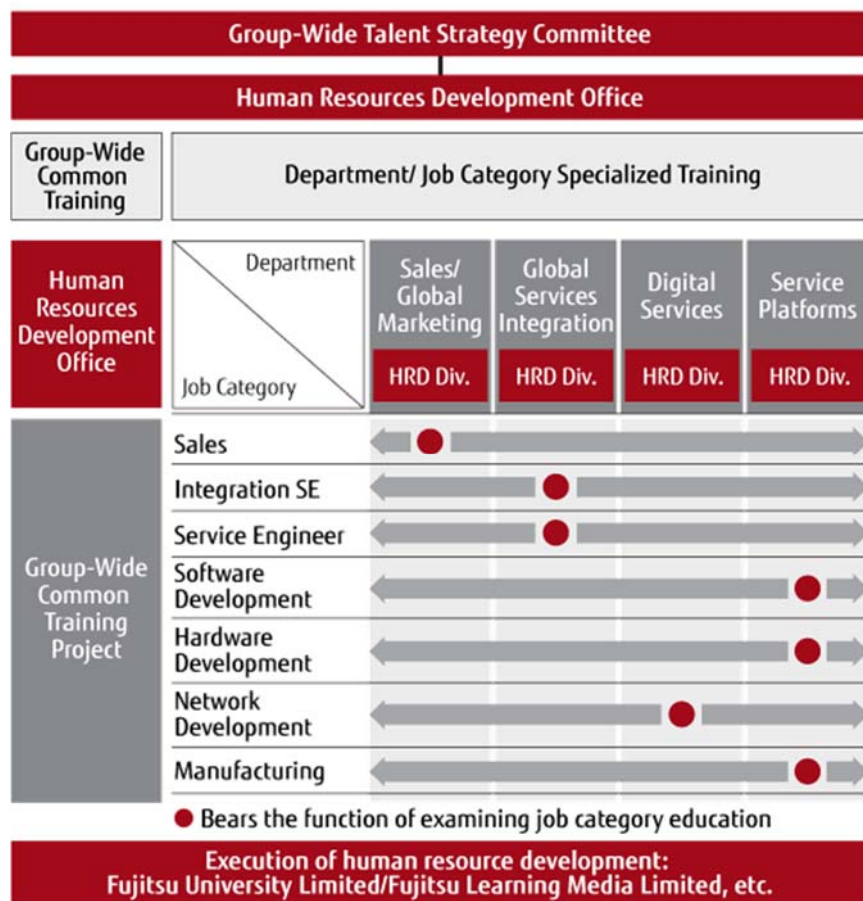 Group-Wide Talent Strategy Committee
Human Resources Development Office
Group-Wide
Common
Training
Department/ Job Category Specialized Training
Human
Resources
Development
Office
Department
Job Category
Sales/
Global
Marketing
HRD Div.
Global
Services
Integration
HRD Div.
Digital
Services
HRD Div.
Service
Platforms
HRD Div.
Group-Wide
Common
Training
Project
Sales
Integration SE
Service Engineer
Software
Development
Hardware
Development
Network
Development
Manufacturing
Bears the function of examining job category education
Execution of human resource development:
Fujitsu University Limited/Fujitsu Learning Media Limited, etc.